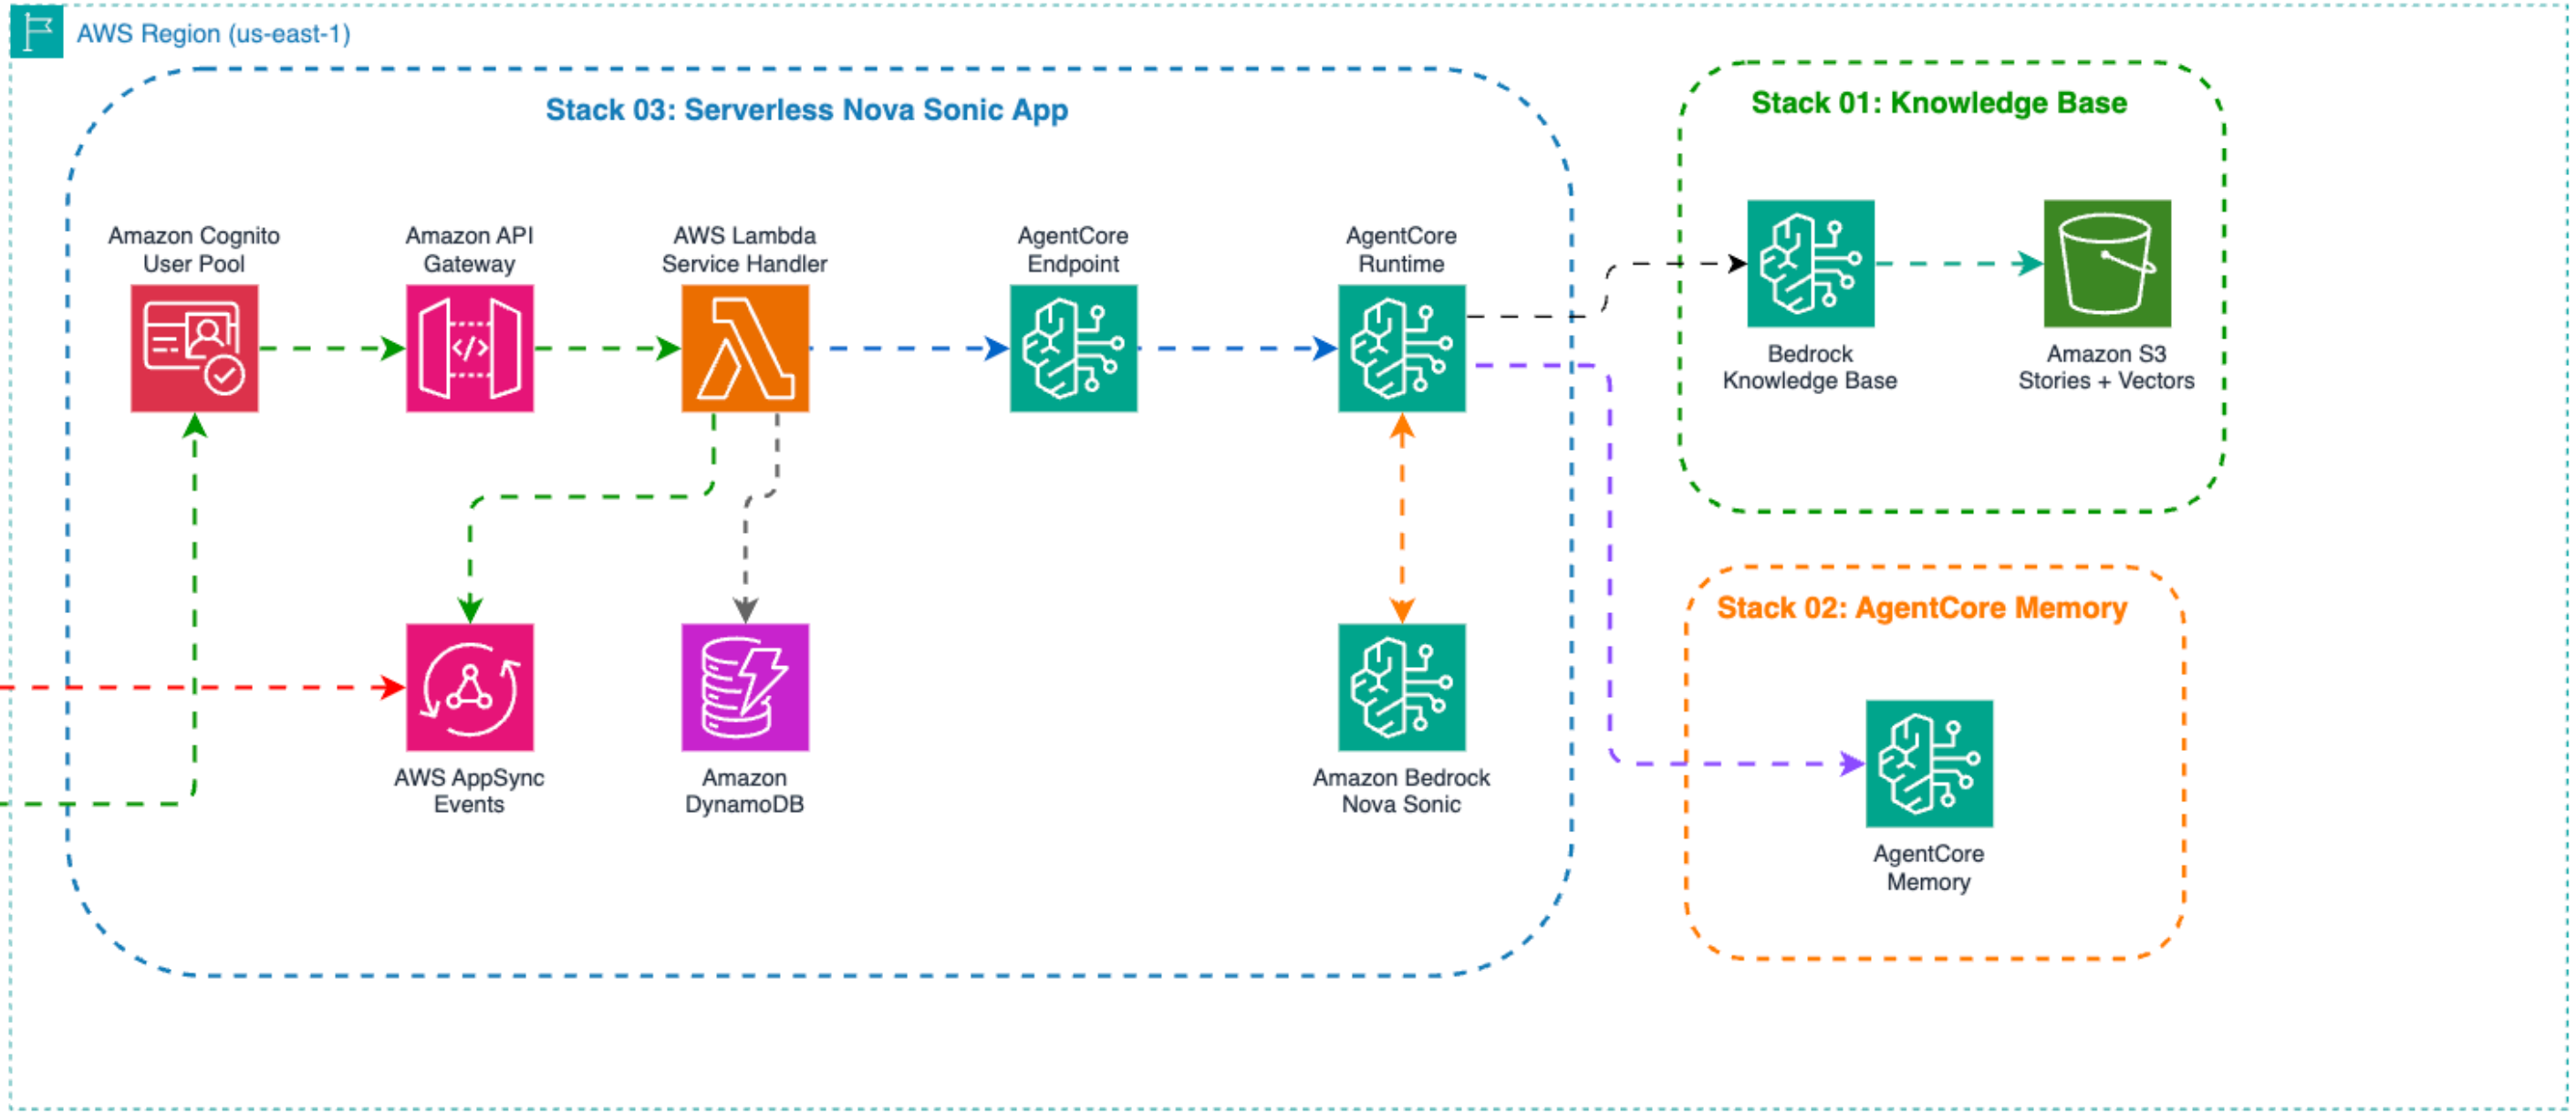 AWS Region (us-east-1)
Stack 03: Serverless Nova Sonic App
Amazon Cognito
User Pool
Amazon API
Gateway
</>
AWS Lambda
Service Handler
AgentCore
Endpoint
AgentCore
Runtime
AWS AppSync
Events
Amazon
DynamoDB
Amazon Bedrock
Nova Sonic
Stack 01: Knowledge Base
Bedrock
Knowledge Base
Amazon S3
Stories + Vectors
Stack 02: AgentCore Memory
AgentCore
Memory